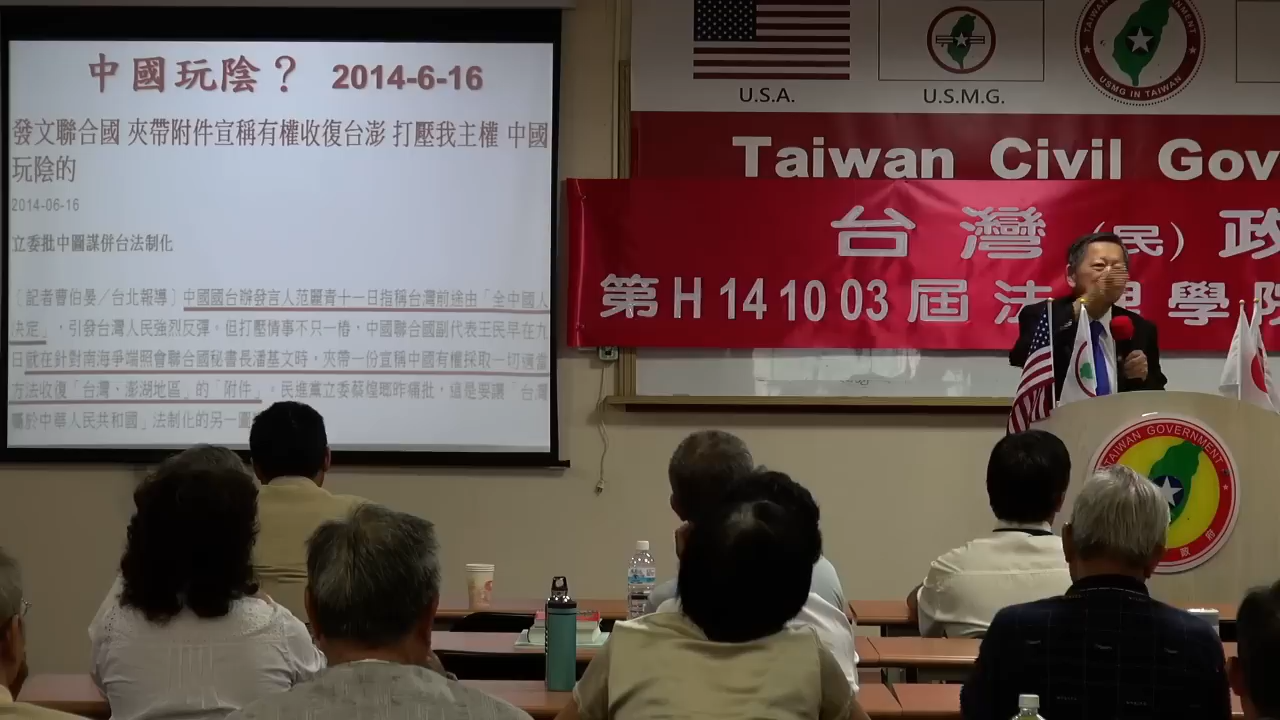 中國玩陰？ 2014-6-16
發文聯合國 夾帶附件宣稱有權收復台澎 打壓我主權 中國
玩陰的
2014-06-16
立委批中圖謀併台法制化
〔記者曹伯晏／台北報導〕中國國台辦發言人范麗青十一日指稱台灣前途由「全中國人
決定」，引發台灣人民強烈反彈。但打壓情事不只一樁，中國聯合國副代表王民早在九
日就在針對南海爭端照會聯合國秘書長潘基文時，夾帶一份宣稱中國有權採取一切適當
方法收復「台灣、澎湖地區」的「附件」。民進黨立委蔡煌瑯昨痛批，這是要讓「台灣
屬於中華人民共和國」法制化的另一圖
U.S.A.
U.S.M.G.
TAIWAN GOVERNMENT
USMG IN TAIWAN
Taiwan Civil Gov
台灣（民）政
第H 14 10 03 屆 法 學院
TAIWAN GOVERNMENT
政府